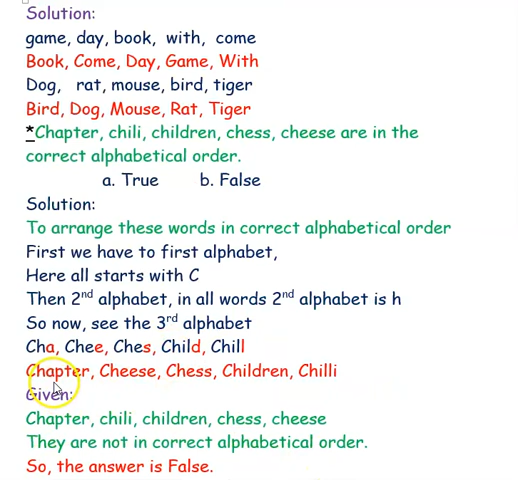 Solution:
game, day, book, with, come
Book, Come, Day, Game, With
Dog, rat, mouse, bird, tiger
Bird, Dog, Mouse, Rat, Tiger
*Chapter, chili, children, chess, cheese are in the
correct alphabetical order.
a. True b. False
Solution:
To arrange these words in correct alphabetical order
First we have to first alphabet,
Here all starts with C
Then 2nd alphabet, in all words 2nd alphabet is h
So now, see the 3rd alphabet
Cha, Chee, Ches, Child, Chill
Chapter, Cheese, Chess, Children, Chilli
Given:
Chapter, chili, children, chess, cheese
They are not in correct alphabetical order.
So, the answer is False.